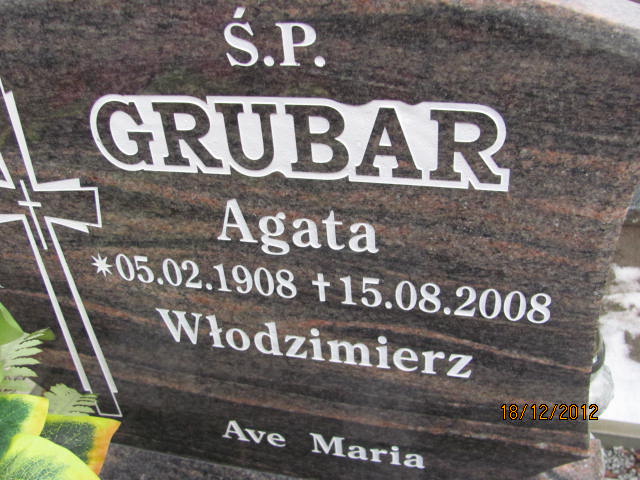 Ś.P.
GRUBAR
Agata
*05.02.1908 †15.08.2008
Włodzimierz
Ave Maria
18/12/2012